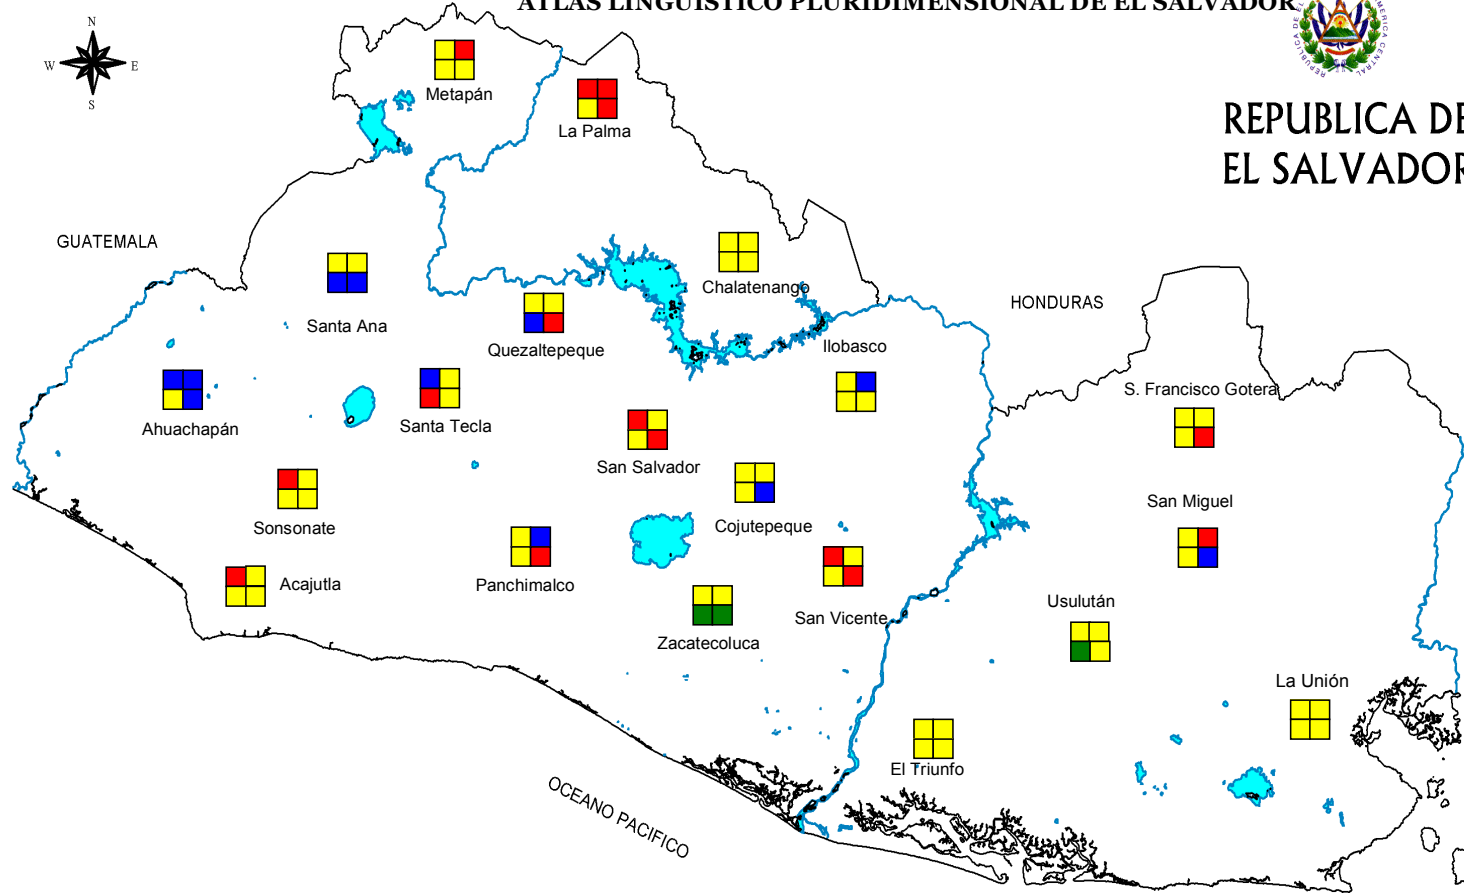 ATLAS LINGÜÍSTICO PLURIDIMENSIONAL DE EL SALVADOR
N
W
E
S
REPUBLICA DE
EL SALVADOR
Metapán
La Palma
GUATEMALA
Chalatenango
HONDURAS
Santa Ana
Quezaltepeque
Ilobasco
S. Francisco Gotera
Ahuachapán
Santa Tecla
San Salvador
San Miguel
Sonsonate
Cojutepeque
Acajutla
Panchimalco
Usulután
San Vicente
Zacatecoluca
La Unión
El Triunfo
OCEANO PACIFICO